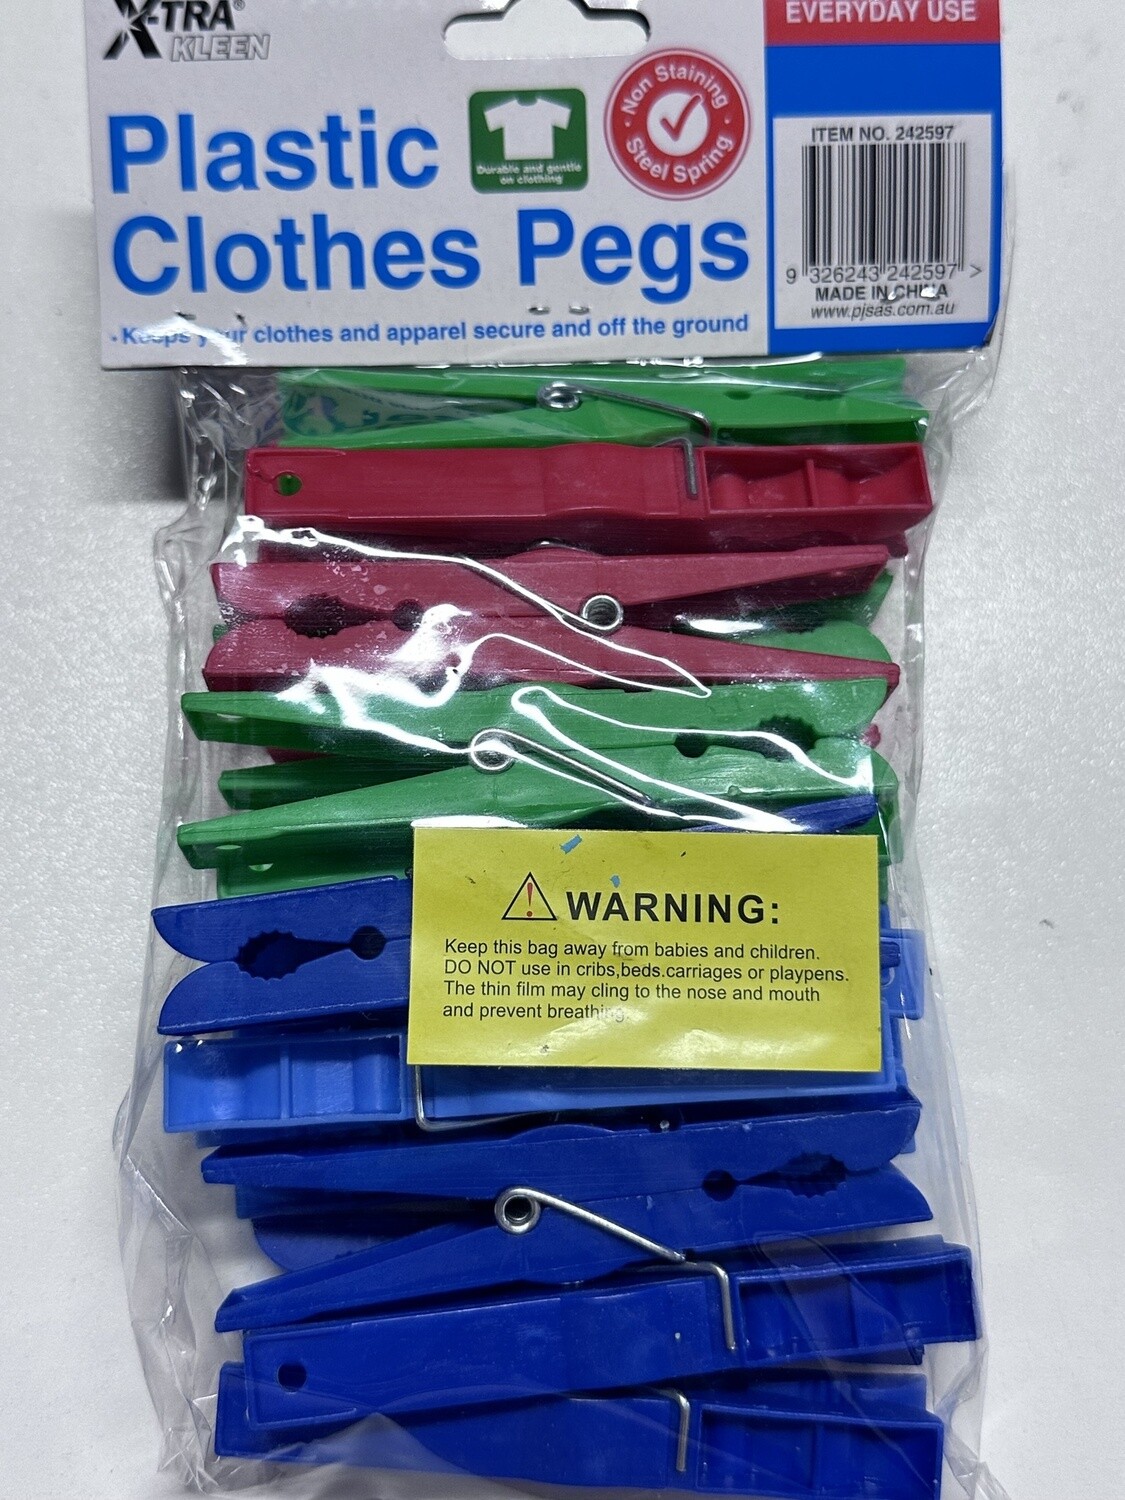 X-TRA®
KLEEN
EVERYDAY USE
Plastic
Clothes Pegs
Durable and gentle
on clothing
Non Staining
Steel Spring
• Keeps your clothes and apparel secure and off the ground
ITEM NO. 242597
9 326243 242597 >
MADE IN CHINA
www.pjsas.com.au
WARNING:
Keep this bag away from babies and children.
DO NOT use in cribs,beds.carriages or playpens.
The thin film may cling to the nose and mouth
and prevent breathing.